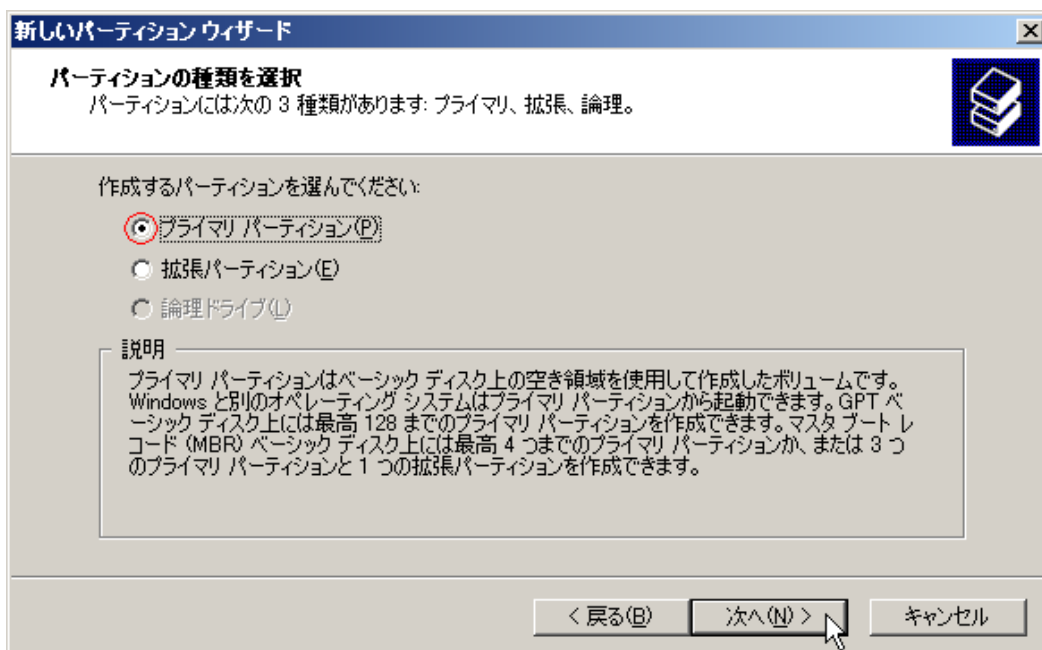 新しいパーティション ウィザード
パーティションの種類を選択
パーティションには次の 3 種類があります: プライマリ、拡張、論理。
作成するパーティションを選んでください:
プライマリ パーティション(P)
拡張パーティション(E)
論理ドライブ(L)
説明
プライマリ パーティションはベーシック ディスク上の空き領域を使用して作成したボリュームです。
Windows と別のオペレーティング システムはプライマリ パーティションから起動できます。GPT ベ
ーシック ディスク上には最高 128 までのプライマリ パーティションを作成できます。マスタ ブート レ
コード (MBR) ベーシック ディスク上には最高 4 つまでのプライマリ パーティションか、または 3 つ
のプライマリ パーティションと 1 つの拡張パーティションを作成できます。
< 戻る(B)
次へ(N) >
キャンセル